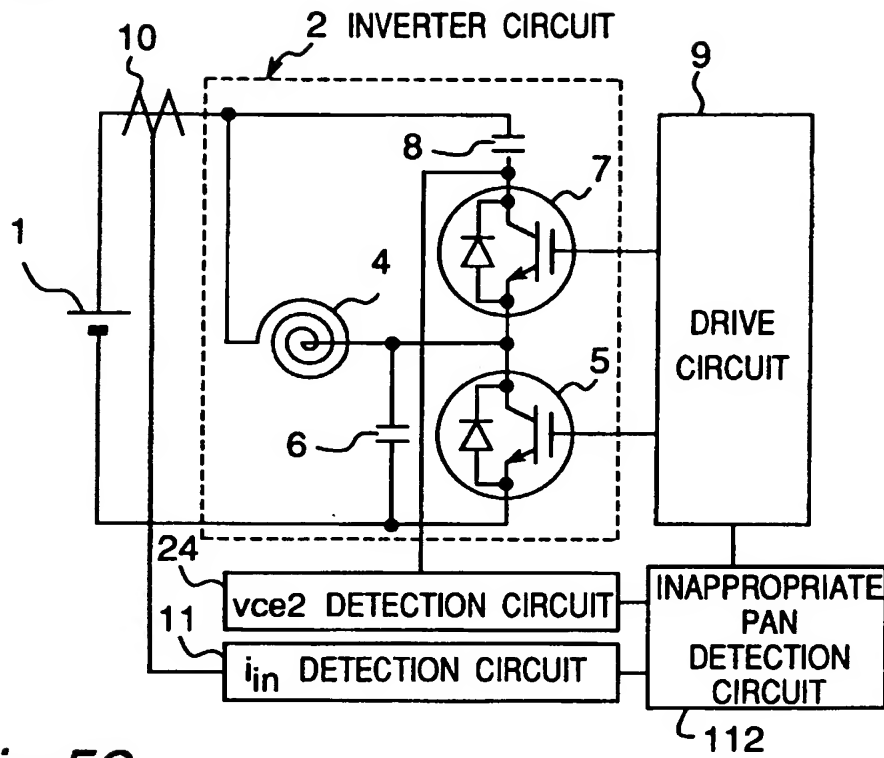 2 INVERTER CIRCUIT
10
9
8
7
1
4
DRIVE
CIRCUIT
5
6
24
vce2 DETECTION CIRCUIT
INAPPROPRIATE
PAN
DETECTION
CIRCUIT
11
iin DETECTION CIRCUIT
112